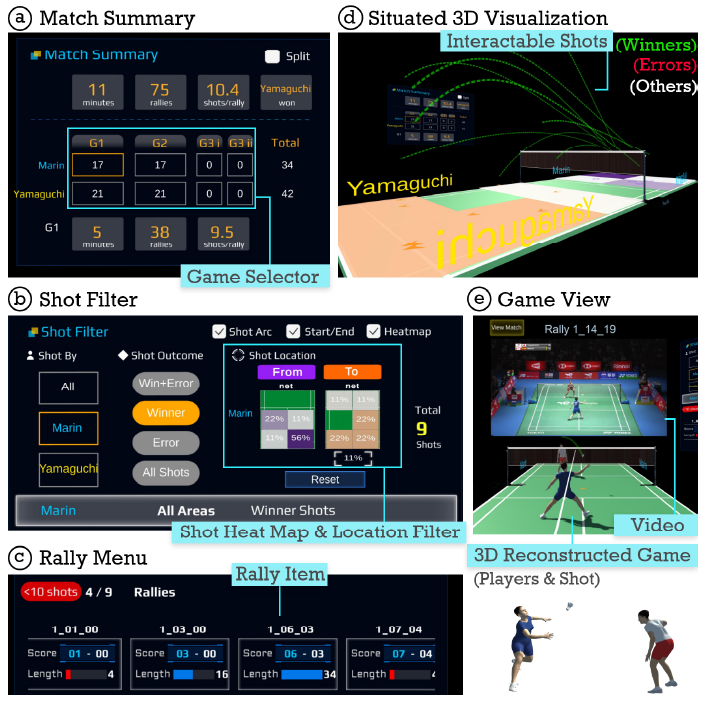 a Match Summary
Match Summary
Split
11 minutes
75 rallies
10.4 shots/rally
Yamaguchi won
G1 G2 G3 i G3 ii Total
Marin 17 17 0 0 34
Yamaguchi 21 21 0 0 42
G1
5 minutes
38 rallies
9.5 shots/rally
Game Selector
d Situated 3D Visualization
Interactable Shots (Winners)
(Errors)
(Others)
Match Summary
Marin
Yamaguchi
Yamaguchi
b Shot Filter
Shot Filter
Shot Arc Start/End Heatmap
Shot By
Shot Outcome
Shot Location
All
Marin
Yamaguchi
Win+Error
Winner
Error
All Shots
From To
net net
Marin
22% 11%
11% 56%
11% 11%
22%
22% 22%
11%
Total
9
Shots
Reset
Marin All Areas Winner Shots
Shot Heat Map & Location Filter
e Game View
View Match
Rally 1_14_19
Video
3D Reconstructed Game
(Players & Shot)
c Rally Menu
Rally Item
<10 shots 4 / 9 Rallies
1_01_00 1_03_00 1_06_03 1_07_04
Score 01 - 00 Score 03 - 00 Score 06 - 03 Score 07 - 04
Length 4 Length 16 Length 34 Length